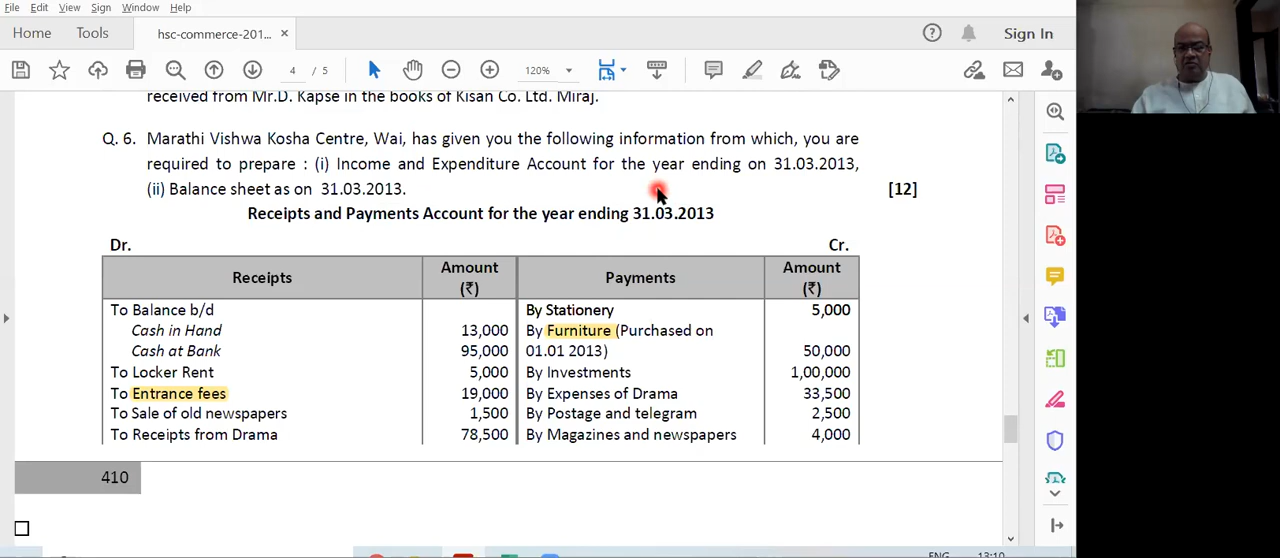 File Edit View Sign Window Help
Home Tools hsc-commerce-201... × Sign In
4 / 5 120%
received from Mr.D. Kapse in the books of Kisan Co. Ltd. Miraj.
Q. 6. Marathi Vishwa Kosha Centre, Wai, has given you the following information from which, you are
required to prepare : (i) Income and Expenditure Account for the year ending on 31.03.2013,
(ii) Balance sheet as on 31.03.2013. [12]
Receipts and Payments Account for the year ending 31.03.2013
Dr. Cr.
Receipts Amount (₹) Payments Amount (₹)
To Balance b/d By Stationery 5,000
Cash in Hand 13,000 By Furniture (Purchased on
Cash at Bank 95,000 01.01 2013) 50,000
To Locker Rent 5,000 By Investments 1,00,000
To Entrance fees 19,000 By Expenses of Drama 33,500
To Sale of old newspapers 1,500 By Postage and telegram 2,500
To Receipts from Drama 78,500 By Magazines and newspapers 4,000
410
ENG 13:10